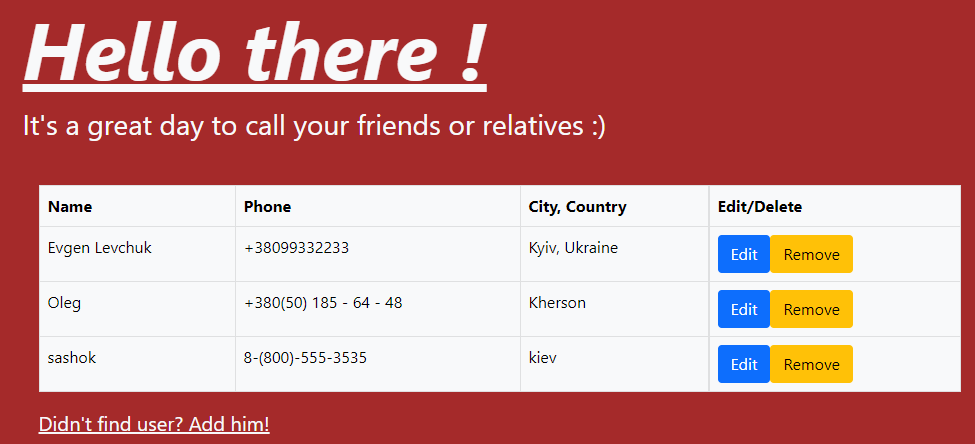 Hello there !
It's a great day to call your friends or relatives :)
Name Phone City, Country Edit/Delete
Evgen Levchuk +38099332233 Kyiv, Ukraine Edit Remove
Oleg +380(50) 185 - 64 - 48 Kherson Edit Remove
sashok 8-(800)-555-3535 kiev Edit Remove
Didn't find user? Add him!